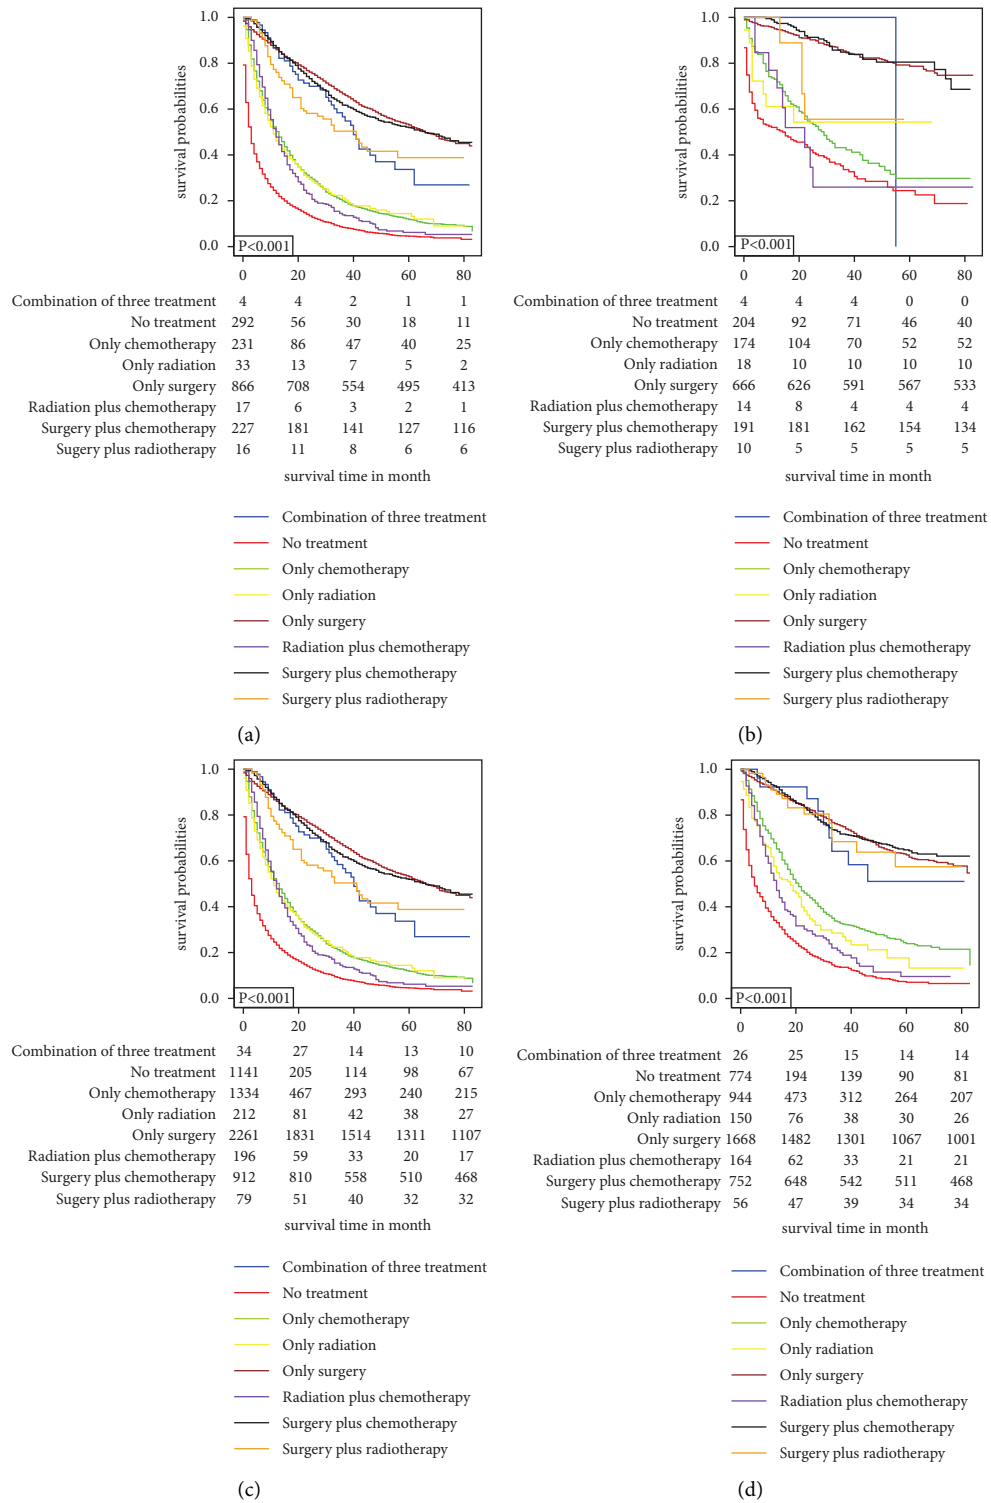 1.0
0.8
0.6
0.4
0.2
0.0
survival probabilities
P<0.001
0 20 40 60 80
Combination of three treatment 4 4 2 1 1
No treatment 292 56 30 18 11
Only chemotherapy 231 86 47 40 25
Only radiation 33 13 7 5 2
Only surgery 866 708 554 495 413
Radiation plus chemotherapy 17 6 3 2 1
Surgery plus chemotherapy 227 181 141 127 116
Sugery plus radiotherapy 16 11 8 6 6
survival time in month
Combination of three treatment
No treatment
Only chemotherapy
Only radiation
Only surgery
Radiation plus chemotherapy
Surgery plus chemotherapy
Surgery plus radiotherapy
(a)
1.0
0.8
0.6
0.4
0.2
0.0
survival probabilities
P<0.001
0 20 40 60 80
Combination of three treatment 4 4 4 0 0
No treatment 204 92 71 46 40
Only chemotherapy 174 104 70 52 52
Only radiation 18 10 10 10 10
Only surgery 666 626 591 567 533
Radiation plus chemotherapy 14 8 4 4 4
Surgery plus chemotherapy 191 181 162 154 134
Sugery plus radiotherapy 10 5 5 5 5
survival time in month
Combination of three treatment
No treatment
Only chemotherapy
Only radiation
Only surgery
Radiation plus chemotherapy
Surgery plus chemotherapy
Surgery plus radiotherapy
(b)
1.0
0.8
0.6
0.4
0.2
0.0
survival probabilities
P<0.001
0 20 40 60 80
Combination of three treatment 34 27 14 13 10
No treatment 1141 205 114 98 67
Only chemotherapy 1334 467 293 240 215
Only radiation 212 81 42 38 27
Only surgery 2261 1831 1514 1311 1107
Radiation plus chemotherapy 196 59 33 20 17
Surgery plus chemotherapy 912 810 558 510 468
Sugery plus radiotherapy 79 51 40 32 32
survival time in month
Combination of three treatment
No treatment
Only chemotherapy
Only radiation
Only surgery
Radiation plus chemotherapy
Surgery plus chemotherapy
Surgery plus radiotherapy
(c)
1.0
0.8
0.6
0.4
0.2
0.0
survival probabilities
P<0.001
0 20 40 60 80
Combination of three treatment 26 25 15 14 14
No treatment 774 194 139 90 81
Only chemotherapy 944 473 312 264 207
Only radiation 150 76 38 30 26
Only surgery 1668 1482 1301 1067 1001
Radiation plus chemotherapy 164 62 33 21 21
Surgery plus chemotherapy 752 648 542 511 468
Sugery plus radiotherapy 56 47 39 34 34
survival time in month
Combination of three treatment
No treatment
Only chemotherapy
Only radiation
Only surgery
Radiation plus chemotherapy
Surgery plus chemotherapy
Surgery plus radiotherapy
(d)